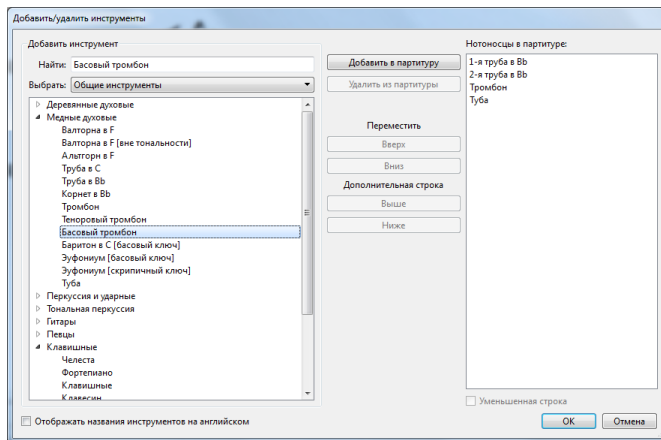 Добавить/удалить инструменты
Добавить инструмент
Найти: Басовый тромбон
Выбрать: Общие инструменты
Деревянные духовые
Медные духовые
Валторна в F
Валторна в F [вне тональности]
Альтгорн в F
Труба в C
Труба в Bb
Корнет в Bb
Тромбон
Теноровый тромбон
Басовый тромбон
Баритон в C [басовый ключ]
Эуфониум [басовый ключ]
Эуфониум [скрипичный ключ]
Туба
Перкуссия и ударные
Тональная перкуссия
Гитары
Певцы
Клавишные
Челеста
Фортепиано
Клавишные
Клавесин
Отображать названия инструментов на английском
Добавить в партитуру
Удалить из партитуры
Переместить
Вверх
Вниз
Дополнительная строка
Выше
Ниже
Нотоносцы в партитуре:
1-я труба в Bb
2-я труба в Bb
Тромбон
Туба
Уменьшенная строка
OK
Отмена